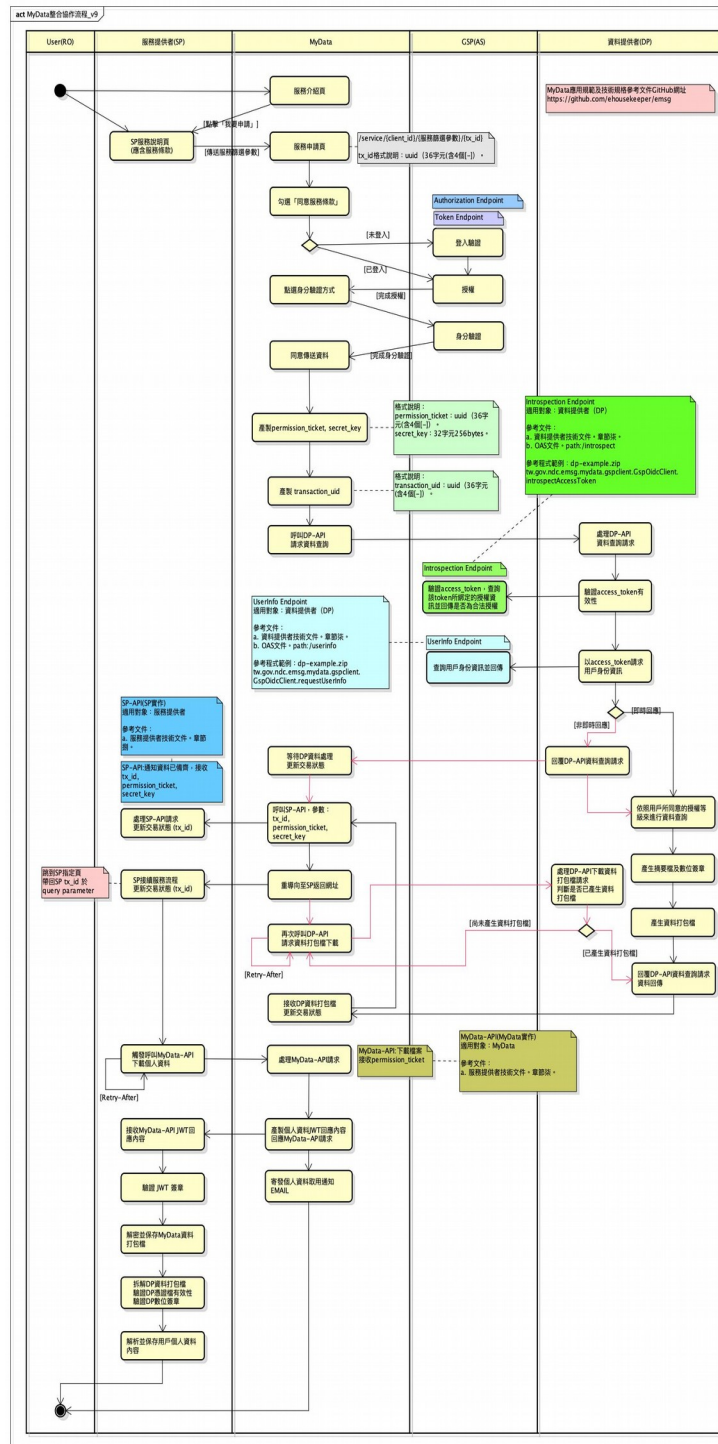 act MyData整合協作流程_v9
User(RO)
服務提供者(SP)
MyData
GSP(AS)
資料提供者(DP)
服務介紹頁
MyData應用規範及技術規格參考文件GitHub網址
https://github.com/ehousekeeper/emsg
[點擊「我要申請」]
SP服務說明頁
(應含服務條款)
[傳送服務篩選參數]
服務申請頁
/service/{client_id}/{服務篩選參數}/{tx_id}
tx_id格式說明：uuid（36字元(含4個[-]）。
勾選「同意服務條款」
Authorization Endpoint
Token Endpoint
[未登入]
登入驗證
[已登入]
點選身分驗證方式
[完成授權]
授權
身分驗證
同意傳送資料
[完成身分驗證]
產製permission_ticket, secret_key
格式說明：
permission_ticket：uuid（36字
元(含4個[-]）。
secret_key：32字元256bytes。
Introspection Endpoint
適用對象：資料提供者（DP）
參考文件：
a. 資料提供者技術文件。章節柒。
b. OAS文件。path:/introspect
參考程式範例：dp-example.zip
tw.gov.ndc.emsg.mydata.gspclient.GspOidcClient.
introspectAccessToken
產製 transaction_uid
格式說明：
transaction_uid：uuid（36字元
(含4個[-]）。
呼叫DP-API
請求資料查詢
處理DP-API
資料查詢請求
Introspection Endpoint
驗證access_token，查詢
該token所綁定的授權資
訊並回傳是否為合法授權
驗證access_token有
效性
UserInfo Endpoint
適用對象：資料提供者（DP）
參考文件：
a. 資料提供者技術文件。章節柒。
b. OAS文件。path:/userinfo
參考程式範例：dp-example.zip
tw.gov.ndc.emsg.mydata.gspclient.
GspOidcClient.requestUserInfo
UserInfo Endpoint
查詢用戶身份資訊並回傳
以access_token請求
用戶身份資訊
[即時回應]
[非即時回應]
SP-API(SP實作)
適用對象：服務提供者
參考文件：
a. 服務提供者技術文件。章節
捌。
SP-API:通知資料已備齊，接收
tx_id,
permission_ticket,
secret_key
等待DP資料處理
更新交易狀態
回覆DP-API資料查詢請求
處理SP-API請求
更新交易狀態 (tx_id)
呼叫SP-API，參數：
tx_id,
permission_ticket,
secret_key
依照用戶所同意的授權等
級來進行資料查詢
跳到SP指定頁
帶回SP tx_id 於
query parameter
SP接續服務流程
更新交易狀態 (tx_id)
重導向至SP返回網址
處理DP-API下載資料
打包檔請求
判斷是否已產生資料
打包檔
產生摘要檔及數位簽章
再次呼叫DP-API
請求資料打包檔下載
[尚未產生資料打包檔]
產生資料打包檔
[Retry-After]
[已產生資料打包檔]
回覆DP-API資料查詢請求
資料回傳
接收DP資料打包檔
更新交易狀態
觸發呼叫MyData-API
下載個人資料
處理MyData-API請求
MyData-API:下載檔案
接收permission_ticket
MyData-API(MyData實作)
適用對象：MyData
參考文件：
a. 服務提供者技術文件。章節柒。
[Retry-After]
接收MyData-API JWT回
應內容
產製個人資料JWT回應內容
回應MyData-API請求
驗證 JWT 簽章
寄發個人資料取用通知
EMAIL
解密並保存MyData資料
打包檔
拆解DP資料打包檔
驗證DP憑證檔有效性
驗證DP數位簽章
解析並保存用戶個人資料
內容